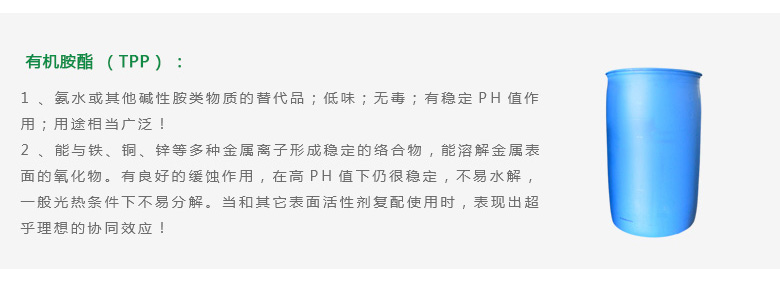 有机胺酯 （TPP）：
1 、氨水或其他碱性胺类物质的替代品；低味；无毒；有稳定PH值作
用；用途相当广泛！
2 、能与铁、铜、锌等多种金属离子形成稳定的络合物，能溶解金属表
面的氧化物。有良好的缓蚀作用，在高PH值下仍很稳定，不易水解，
一般光热条件下不易分解。当和其它表面活性剂复配使用时，表现出超
乎理想的协同效应！